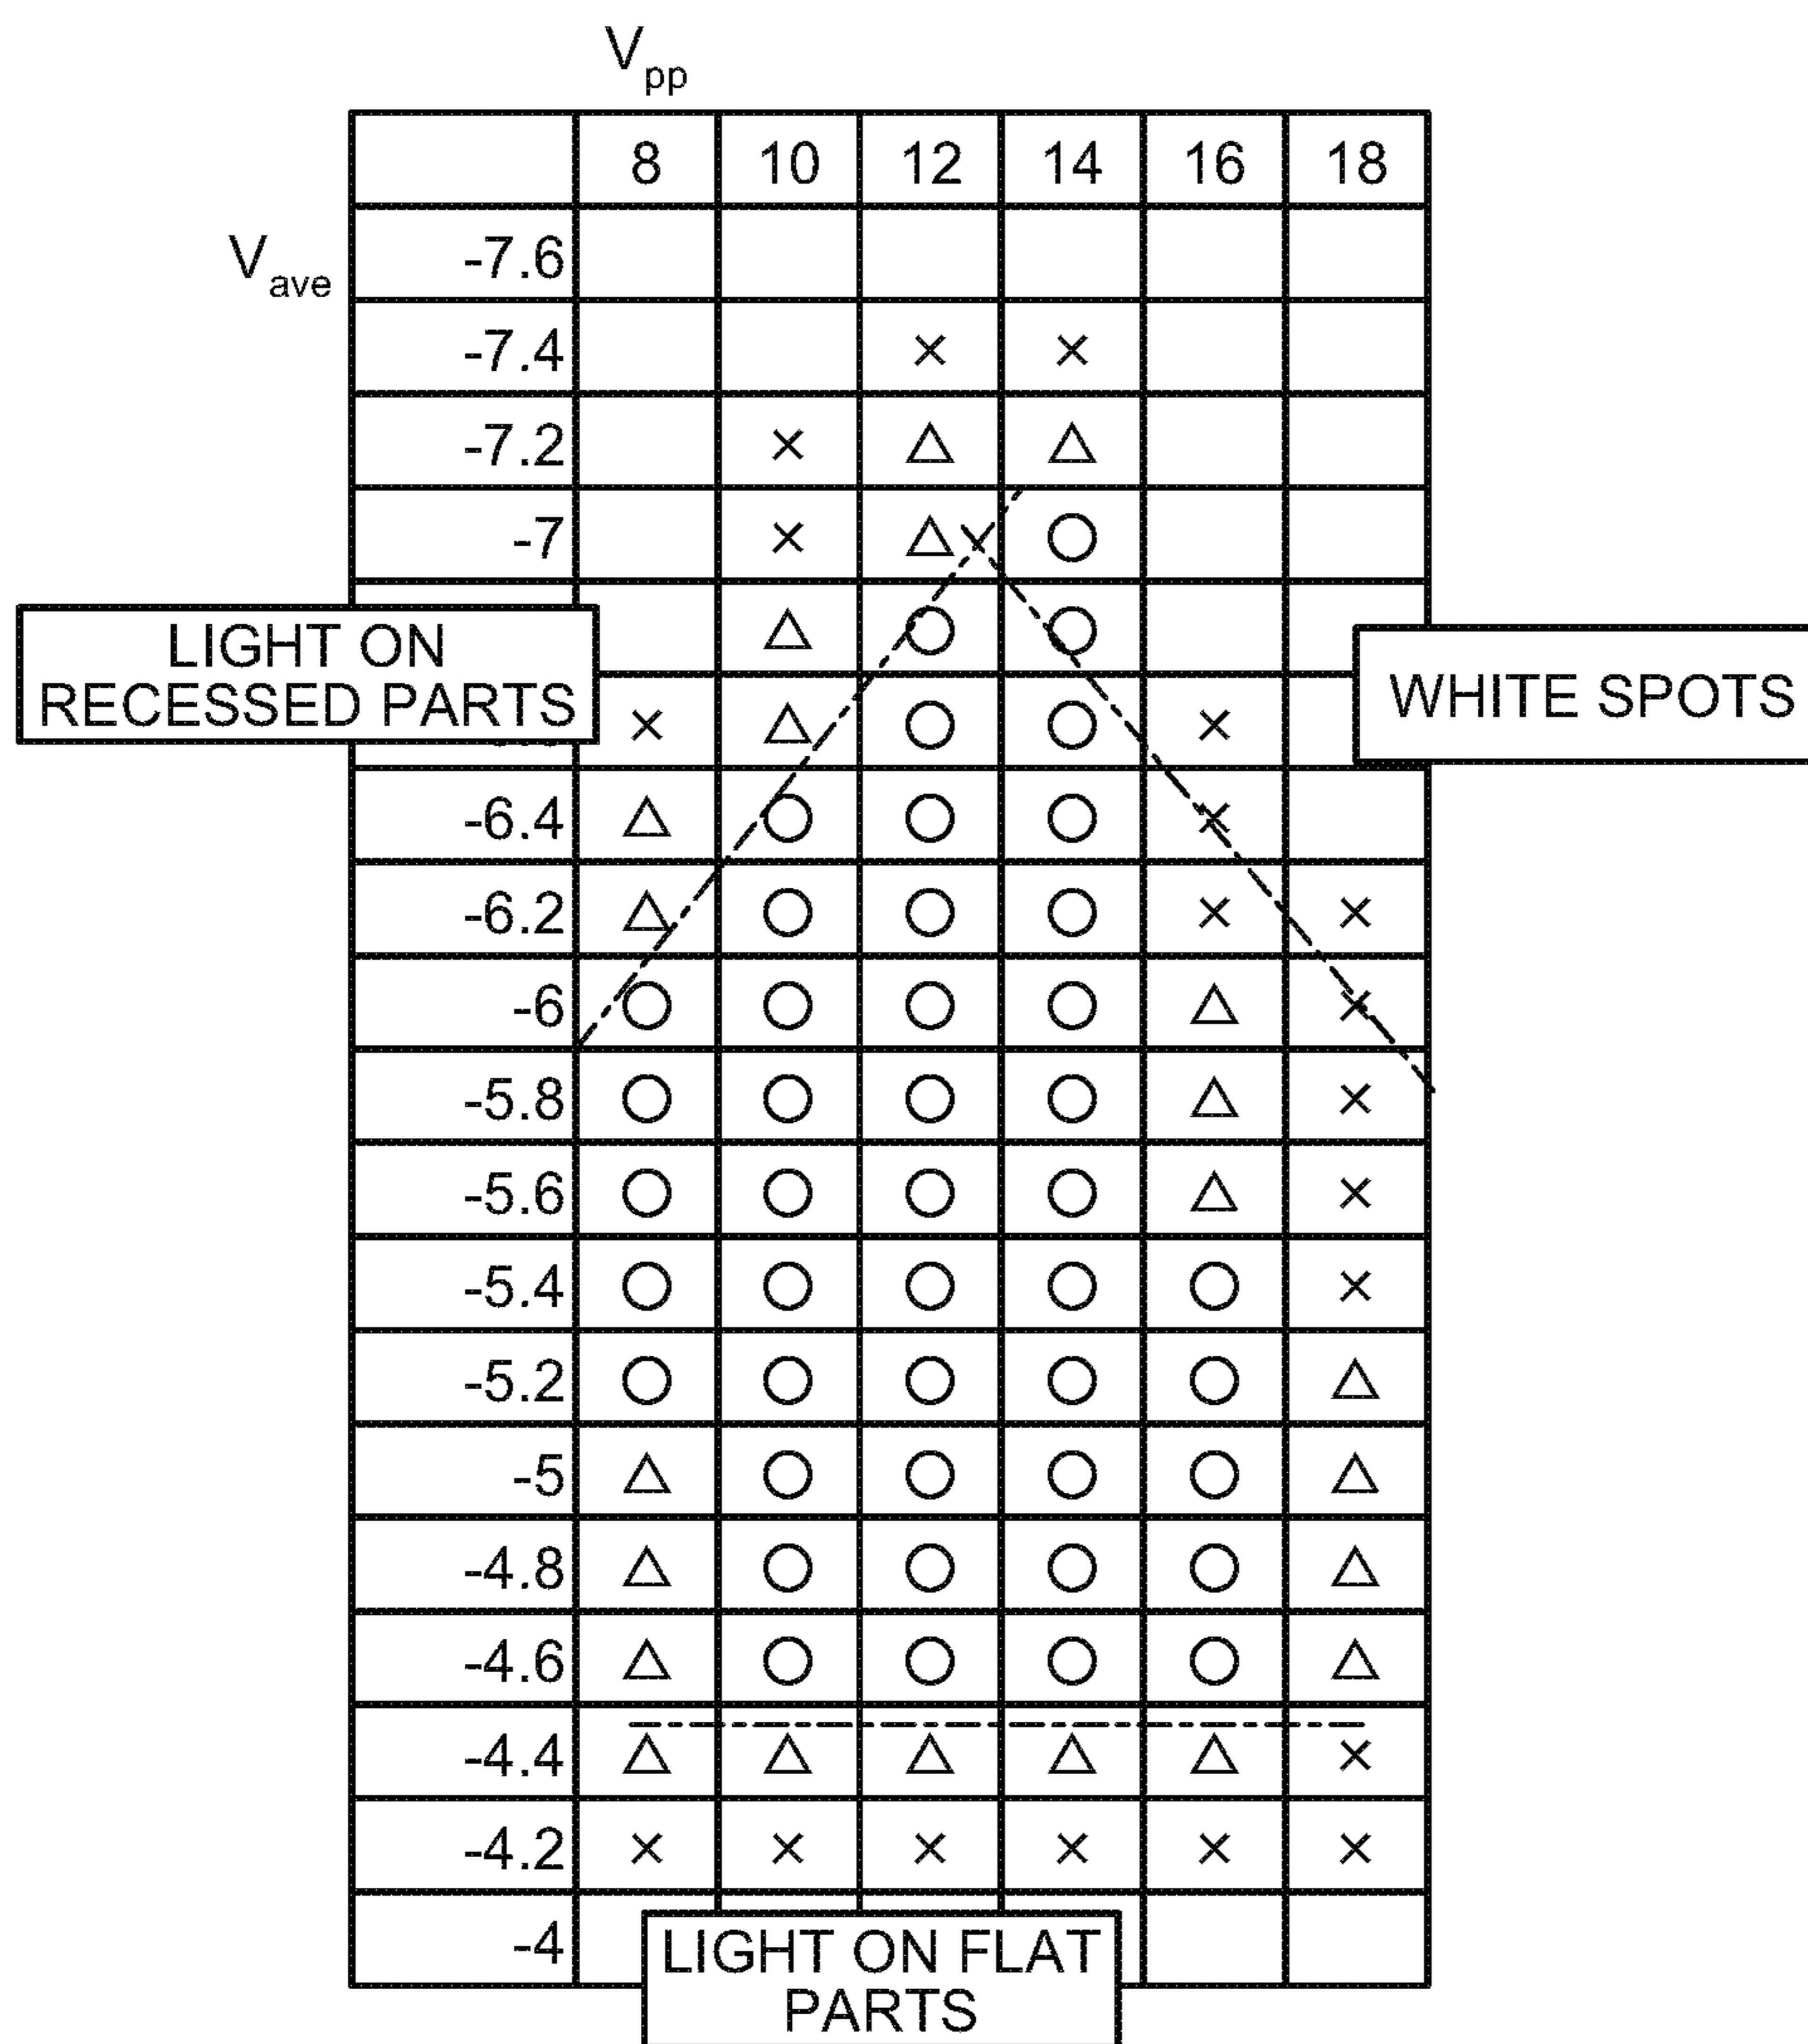 Vpp
8 10 12 14 16 18
Vave
-7.6
-7.4 × ×
-7.2 × △ △
-7 × △ ○
△ ○ ○
LIGHT ON
RECESSED PARTS
WHITE SPOTS
× △ ○ ○ ×
-6.4 △ ○ ○ ○ ×
-6.2 △ ○ ○ ○ × ×
-6 ○ ○ ○ ○ △ ×
-5.8 ○ ○ ○ ○ △ ×
-5.6 ○ ○ ○ ○ △ ×
-5.4 ○ ○ ○ ○ ○ ×
-5.2 ○ ○ ○ ○ ○ △
-5 △ ○ ○ ○ ○ △
-4.8 △ ○ ○ ○ ○ △
-4.6 △ ○ ○ ○ ○ △
-4.4 △ △ △ △ △ ×
-4.2 × × × × × ×
-4
LIGHT ON FLAT
PARTS